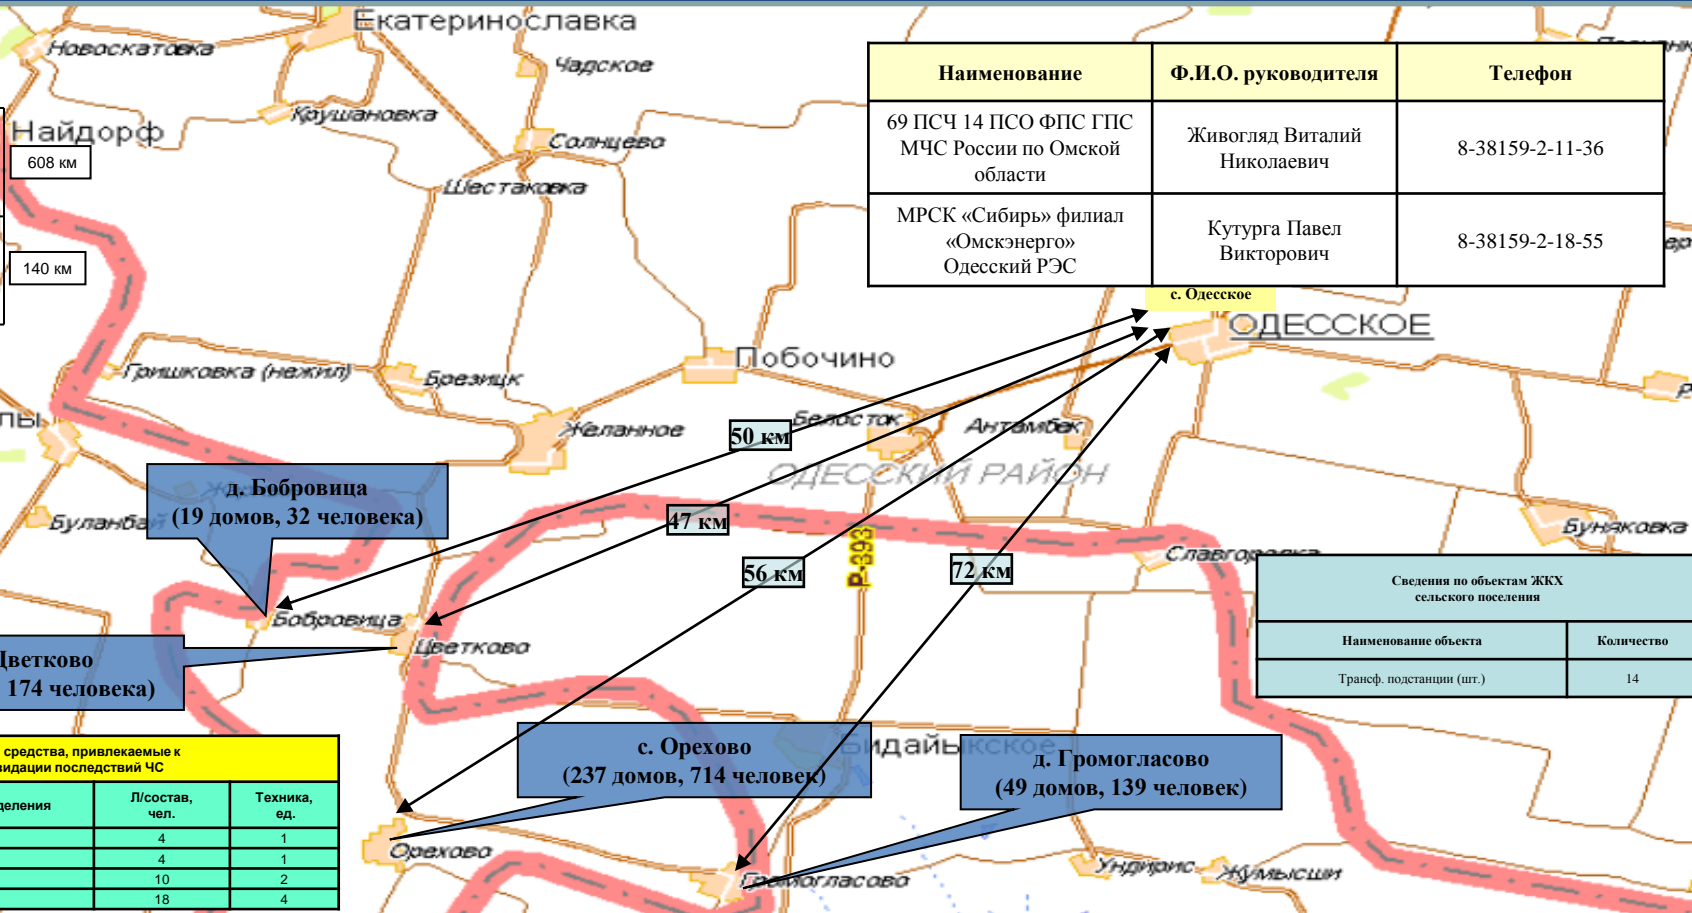 Екатеринославка
Новоскатовка
Чадское
Крушановка
Найдорф
608 км
Солнцево
Шестаковка
140 км
Наименование
Ф.И.О. руководителя
Телефон
69 ПСЧ 14 ПСО ФПС ГПС
МЧС России по Омской
области
Живогляд Виталий
Николаевич
8-38159-2-11-36
МРСК «Сибирь» филиал
«Омскэнерго»
Одесский РЭС
Кутурга Павел
Викторович
8-38159-2-18-55
с. Одесское
ОДЕССКОЕ
Побочино
Гришковка (нежил)
Брезицк
Желанное
Белосток
Антамбек
50 км
ОДЕССКИЙ РАЙОН
д. Бобровица
(19 домов, 32 человека)
Буланбай
47 км
Р-393
Буняковка
Славгородка
56 км
72 км
Сведения по объектам ЖКХ
сельского поселения
Наименование объекта
Количество
Трансф. подстанции (шт.)
14
Бобровица
Цветково
Цветково
174 человека)
с. Орехово
(237 домов, 714 человек)
Бидайыкское
д. Громогласово
(49 домов, 139 человек)
средства, привлекаемые к
последствий ЧС
Л/состав,
чел.
Техника,
ед.
4
1
4
1
10
2
18
4
Орехово
Громогласово
Ундирис
Жумысши